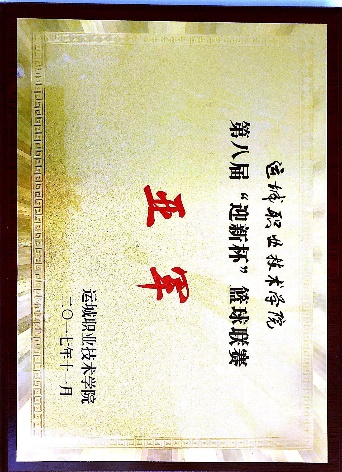 运城职业技术学院
第八届“迎新杯”篮球联赛
亚军
运城职业技术学院
二〇一七年十一月